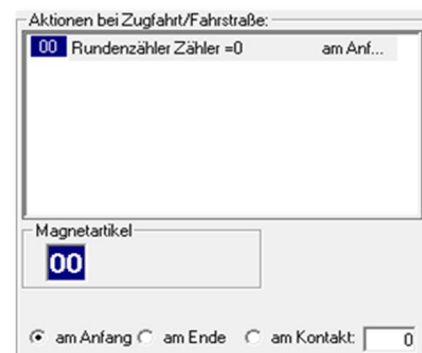 Aktionen bei Zugfahrt/Fahrstraße:
00 Rundenzähler Zähler =0 am Anf...
Magnetartikel
00
am Anfang am Ende am Kontakt: 0